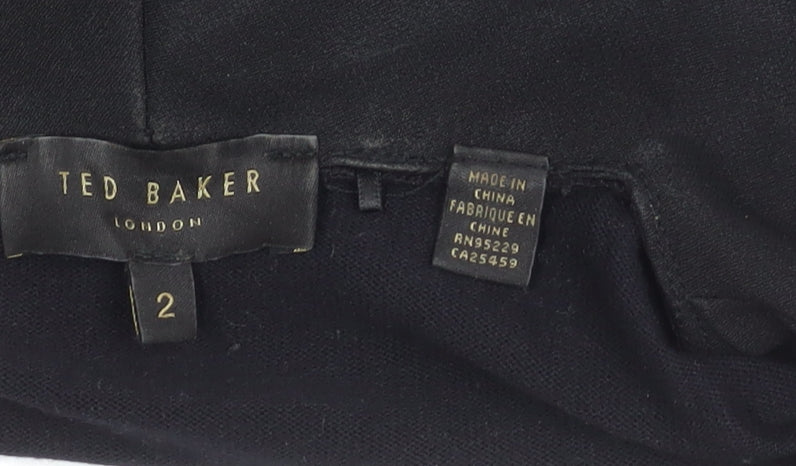 TED BAKER
LONDON
2
MADE IN
CHINA
FABRIQUE EN
CHINE
RN95229
CA25459